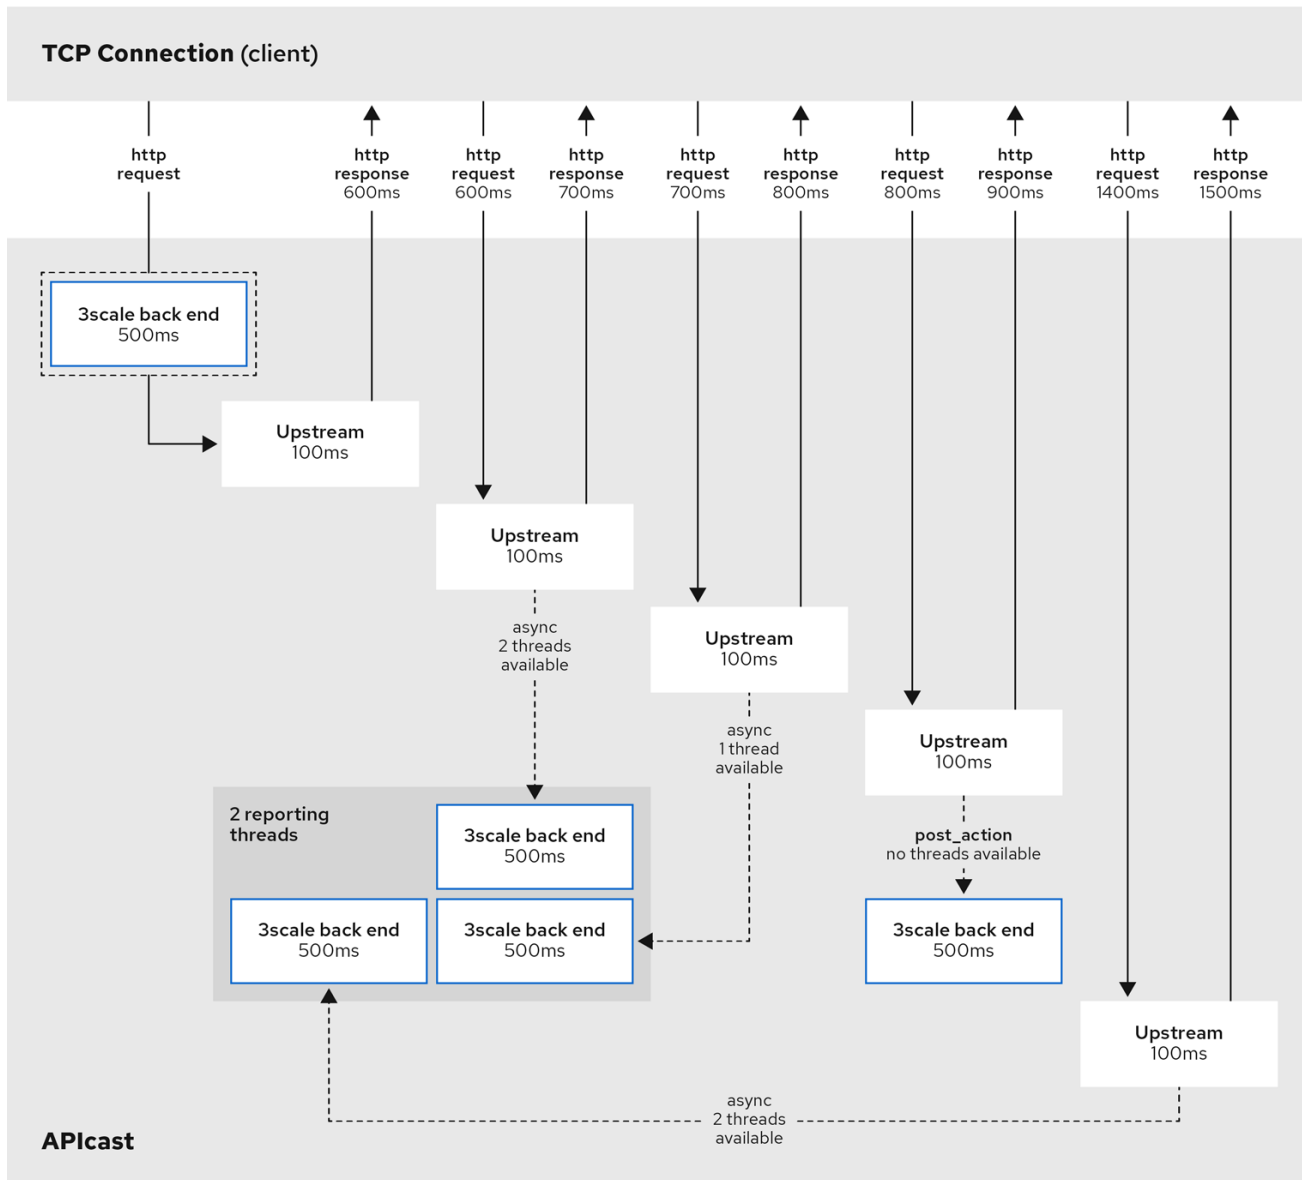 TCP Connection (client)
http
request
http
response
600ms
http
request
600ms
http
response
700ms
http
request
700ms
http
response
800ms
http
request
800ms
http
response
900ms
http
request
1400ms
http
response
1500ms
3scale back end
500ms
Upstream
100ms
Upstream
100ms
async
2 threads
available
Upstream
100ms
async
1 thread
available
Upstream
100ms
post_action
no threads available
2 reporting
threads
3scale back end
500ms
3scale back end
500ms
3scale back end
500ms
3scale back end
500ms
Upstream
100ms
async
2 threads
available
APIcast